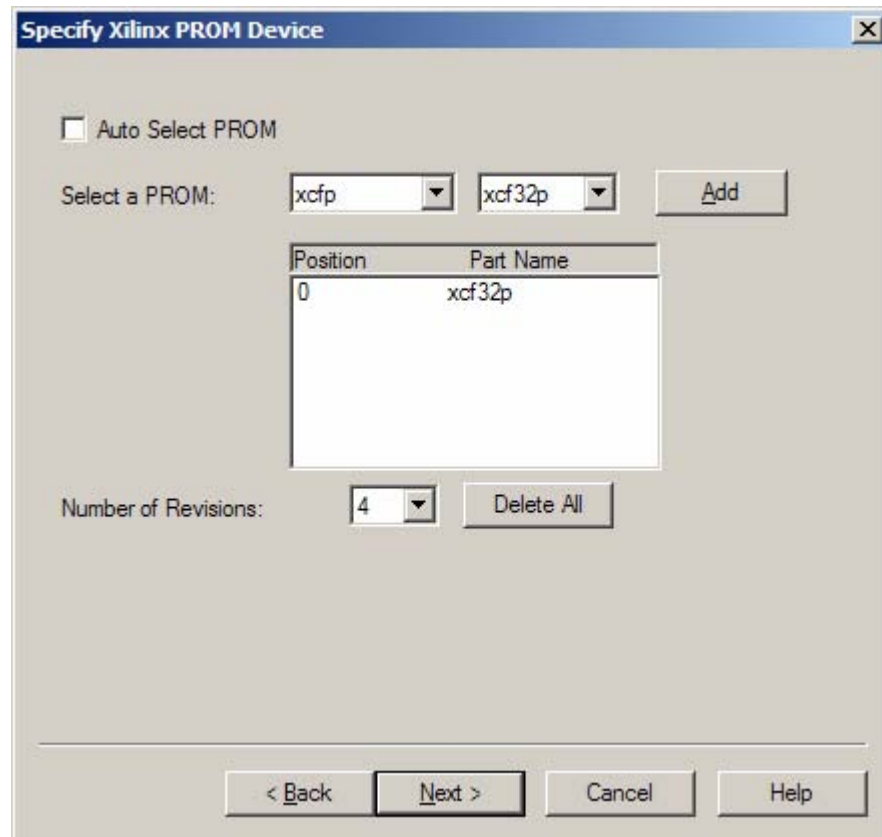 Specify Xilinx PROM Device
Auto Select PROM
Select a PROM: xcfp xcf32p Add
Position Part Name
0 xcf32p
Number of Revisions: 4 Delete All
< Back Next > Cancel Help